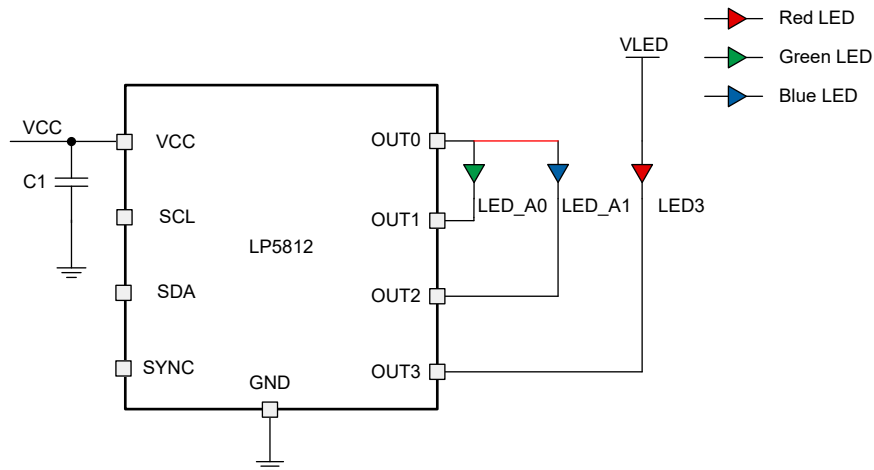 Red LED
VLED
Green LED
Blue LED
VCC
VCC
OUT0
C1
LED_A0
LED_A1
LED3
SCL
OUT1
LP5812
SDA
OUT2
SYNC
OUT3
GND